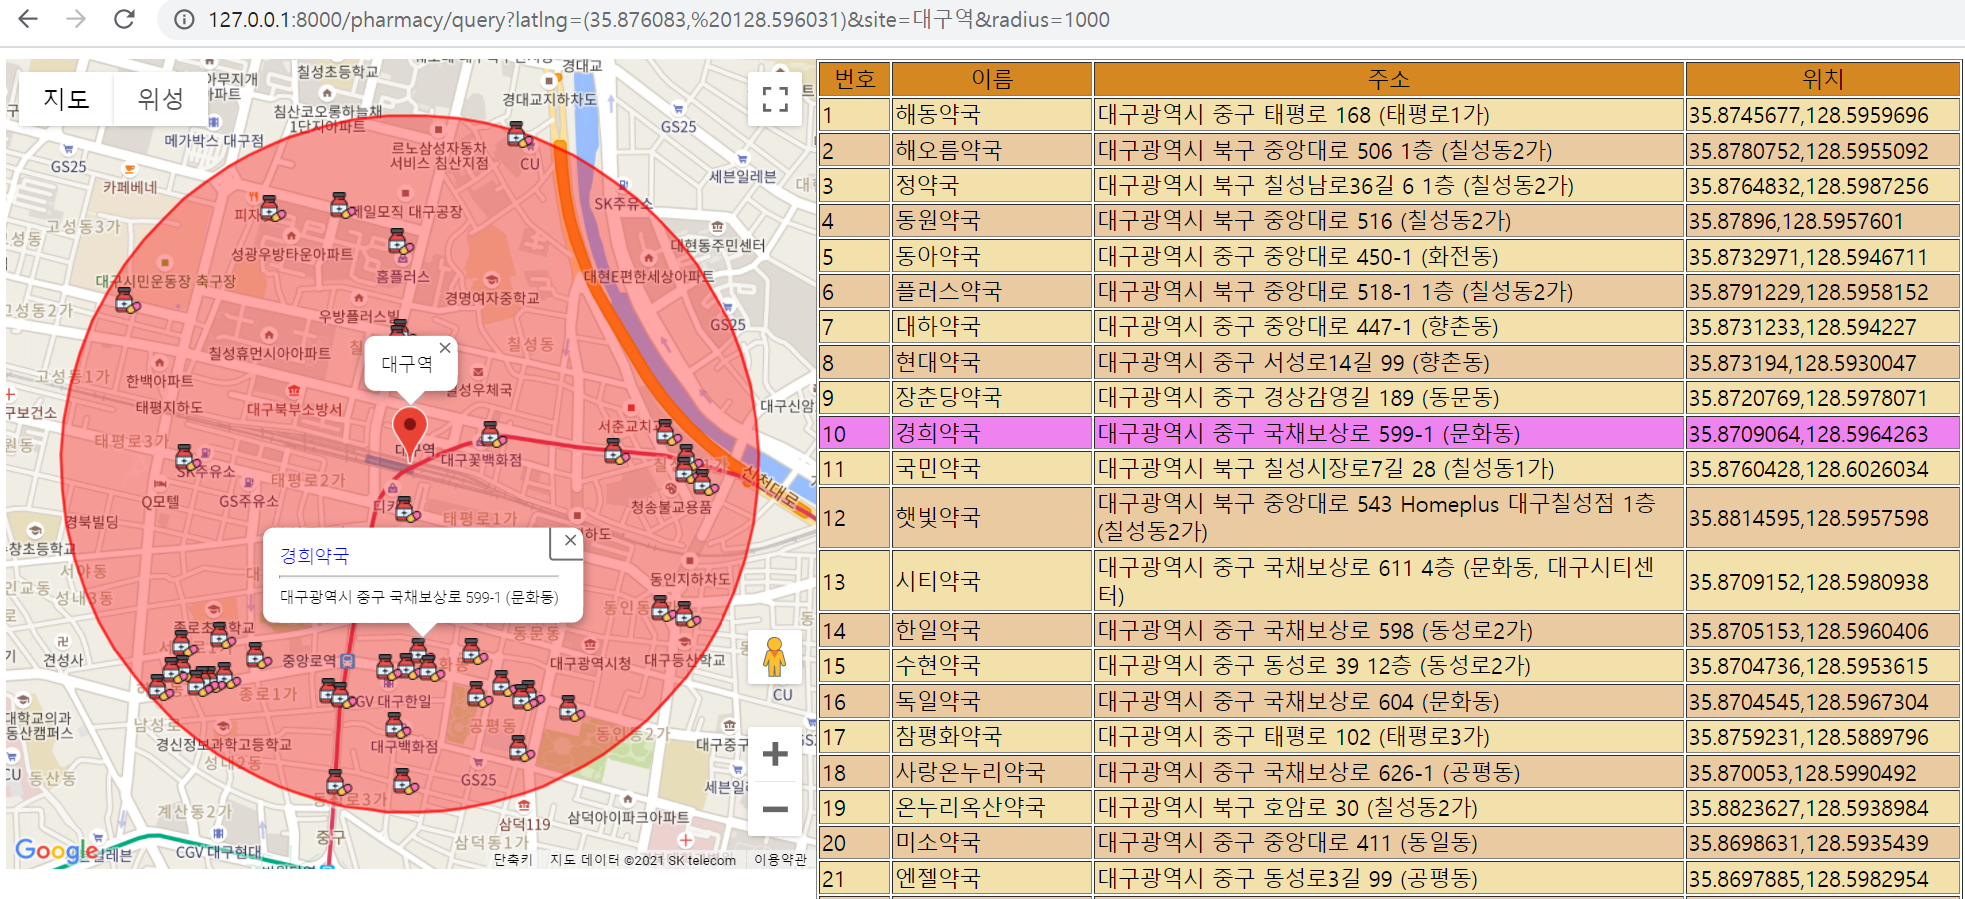 127.0.0.1:8000/pharmacy/query?latlng=(35.876083,%20128.596031)&site=대구역&radius=1000
지도
위성
아무지개
아파트
칠성초등학교
경대교
침산코오롱하늘채
1단지아파트
경대교지하차도
메가박스 대구점
GS25
GS25
르노삼성자동차
서비스 침산지점
CU
카페베네
세븐일레븐
SK주유소
제일모직 대구공장
고성동3가
성광우방타운아파트
대현동주민센터
홈플러스
대현E편한세상아파트
대구시민운동장 축구장
경명여자중학교
우방플러스빌
GS25
칠성휴먼시아아파트
칠성동
대구역
고성동1가
한백아파트
칠성우체국
태평지하도
대구북부소방서
구보건소
서춘교치과
태평로3가
대구역
대구꽃백화점
SK주유소
태평로2가
Q모텔
GS주유소
신천대로
경북빌딩
태평로1가
청송불교용품
경희약국
대구광역시 중구 국채보상로 599-1 (문화동)
서야동
성내3동
동인지하차도
동인동
종로초등학교
동문동
중앙로역
대구광역시청
대구동산학교
견성사
종로1가
CU
CGV 대구한일
남성로
공평동
대구백화점
경신정보과학고등학교
성내2동
동인동2가
대구중구
GS25
CU
동산동
동성로3가
세븐일레븐
계산동2가
삼덕119
삼덕아이파크아파트
중구
삼덕동1가
Google
CGV 대구현대
단축키
지도 데이터 ©2021 SK telecom
이용약관
번호 이름 주소 위치
1 해동약국 대구광역시 중구 태평로 168 (태평로1가) 35.8745677,128.5959696
2 해오름약국 대구광역시 북구 중앙대로 506 1층 (칠성동2가) 35.8780752,128.5955092
3 정약국 대구광역시 북구 칠성남로36길 6 1층 (칠성동2가) 35.8764832,128.5987256
4 동원약국 대구광역시 북구 중앙대로 516 (칠성동2가) 35.87896,128.5957601
5 동아약국 대구광역시 중구 중앙대로 450-1 (화전동) 35.8732971,128.5946711
6 플러스약국 대구광역시 북구 중앙대로 518-1 1층 (칠성동2가) 35.8791229,128.5958152
7 대하약국 대구광역시 중구 중앙대로 447-1 (향촌동) 35.8731233,128.594227
8 현대약국 대구광역시 중구 서성로14길 99 (향촌동) 35.873194,128.5930047
9 장춘당약국 대구광역시 중구 경상감영길 189 (동문동) 35.8720769,128.5978071
10 경희약국 대구광역시 중구 국채보상로 599-1 (문화동) 35.8709064,128.5964263
11 국민약국 대구광역시 북구 칠성시장로7길 28 (칠성동1가) 35.8760428,128.6026034
12 햇빛약국 대구광역시 북구 중앙대로 543 Homeplus 대구칠성점 1층
(칠성동2가) 35.8814595,128.5957598
13 시티약국 대구광역시 중구 국채보상로 611 4층 (문화동, 대구시티센
터) 35.8709152,128.5980938
14 한일약국 대구광역시 중구 국채보상로 598 (동성로2가) 35.8705153,128.5960406
15 수현약국 대구광역시 중구 동성로 39 12층 (동성로2가) 35.8704736,128.5953615
16 독일약국 대구광역시 중구 국채보상로 604 (문화동) 35.8704545,128.5967304
17 참평화약국 대구광역시 중구 태평로 102 (태평로3가) 35.8759231,128.5889796
18 사랑온누리약국 대구광역시 중구 국채보상로 626-1 (공평동) 35.870053,128.5990492
19 온누리옥산약국 대구광역시 북구 호암로 30 (칠성동2가) 35.8823627,128.5938984
20 미소약국 대구광역시 중구 중앙대로 411 (동일동) 35.8698631,128.5935439
21 엔젤약국 대구광역시 중구 동성로3길 99 (공평동) 35.8697885,128.5982954